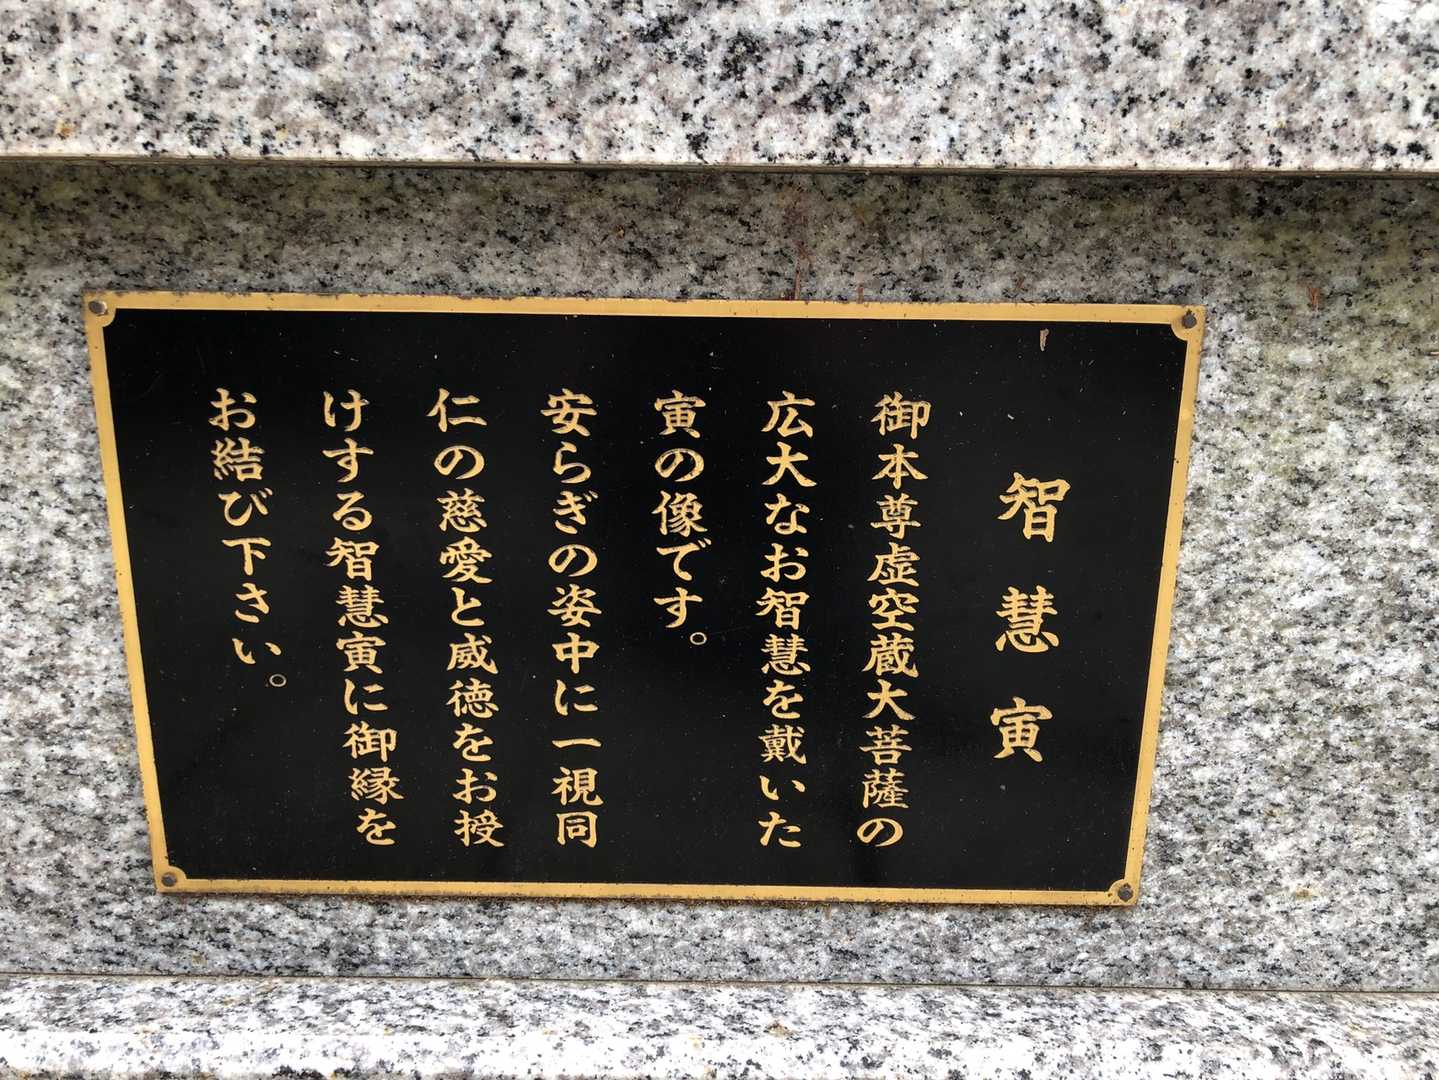 智慧寅
御本尊虚空蔵大菩薩の
広大なお智慧を戴いた
寅の像です。
安らぎの姿中に一視同
仁の慈愛と威徳をお授
けする智慧寅に御縁を
お結び下さい。